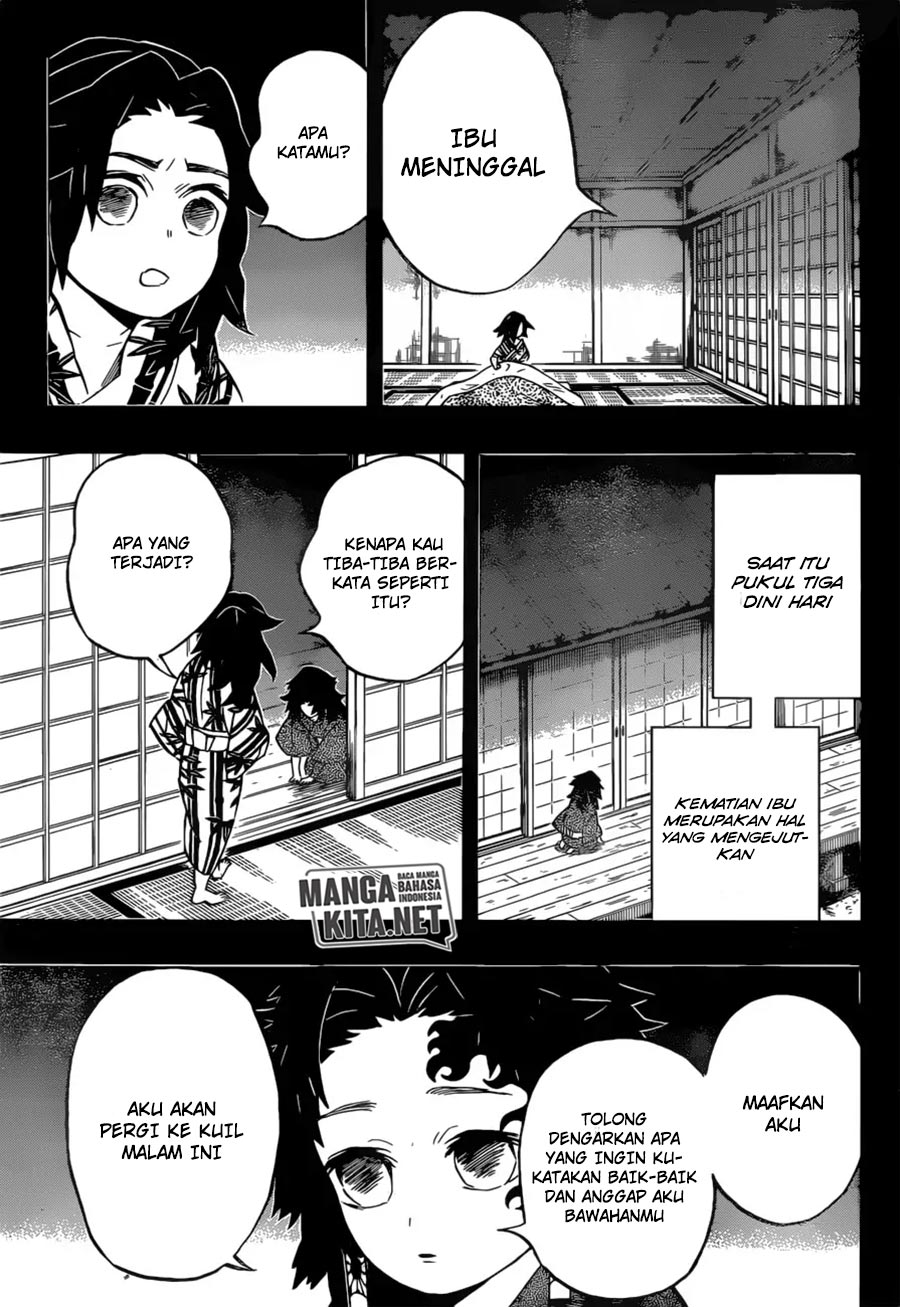 IBU
MENINGGAL
APA
KATAMU?
SAAT ITU
PUKUL TIGA
DINI HARI
KEMATIAN IBU
MERUPAKAN HAL
YANG MENGEJUT-
KAN
KENAPA KAU
TIBA-TIBA BER-
KATA SEPERTI
ITU?
APA YANG
TERJADI?
MANGA
BACA MANGA
BAHASA
INDONESIA
KITA.NET
MAAFKAN
AKU
TOLONG
DENGARKAN APA
YANG INGIN KU-
KATAKAN BAIK-BAIK
DAN ANGGAP AKU
BAWAHANMU
AKU AKAN
PERGI KE KUIL
MALAM INI